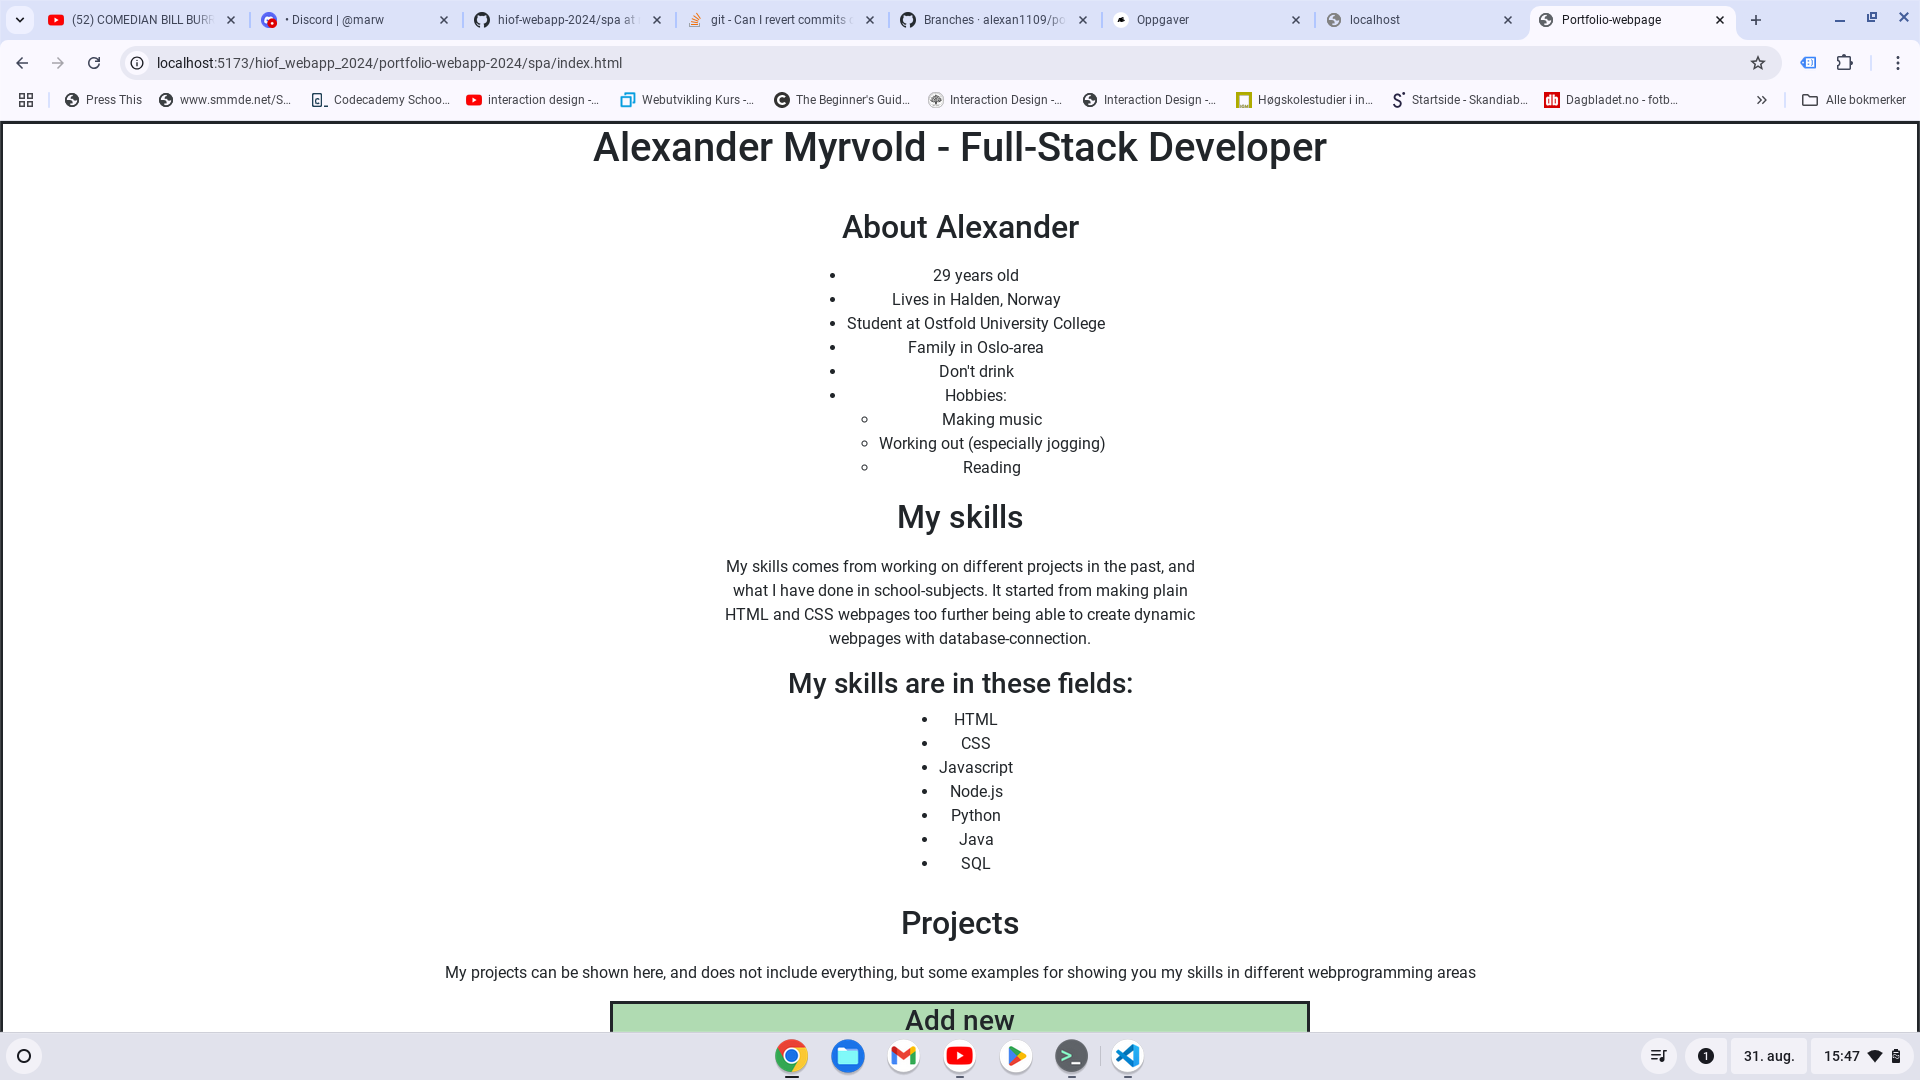 (52) COMEDIAN BILL BURR
• Discord | @marw
hiof-webapp-2024/spa at
git - Can I revert commits
Branches · alexan1109/po
Oppgaver
localhost
Portfolio-webpage
localhost:5173/hiof_webapp_2024/portfolio-webapp-2024/spa/index.html
Press This
www.smmde.net/S...
Codecademy Schoo...
interaction design -...
Webutvikling Kurs -...
The Beginner's Guid...
Interaction Design -...
Interaction Design -...
Høgskolestudier i in...
Startside - Skandiab...
Dagbladet.no - fotb...
Alle bokmerker
Alexander Myrvold - Full-Stack Developer
About Alexander
• 29 years old
• Lives in Halden, Norway
• Student at Ostfold University College
• Family in Oslo-area
• Don't drink
• Hobbies:
◦ Making music
◦ Working out (especially jogging)
◦ Reading
My skills
My skills comes from working on different projects in the past, and
what I have done in school-subjects. It started from making plain
HTML and CSS webpages too further being able to create dynamic
webpages with database-connection.
My skills are in these fields:
• HTML
• CSS
• Javascript
• Node.js
• Python
• Java
• SQL
Projects
My projects can be shown here, and does not include everything, but some examples for showing you my skills in different webprogramming areas
Add new
1
31. aug.
15:47